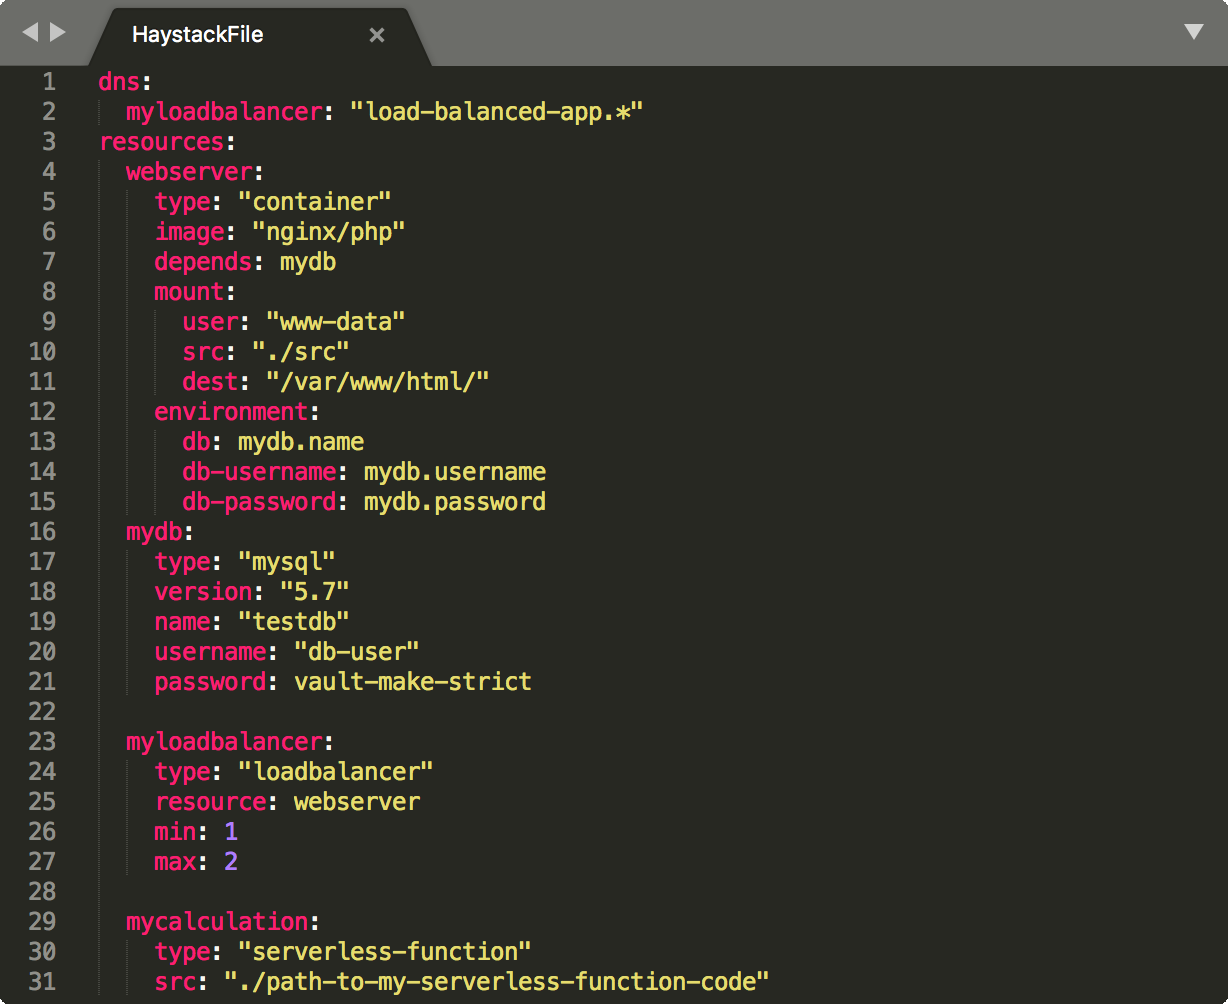 HaystackFile
1 dns:
2   myloadbalancer: "load-balanced-app.*"
3 resources:
4   webserver:
5     type: "container"
6     image: "nginx/php"
7     depends: mydb
8     mount:
9       user: "www-data"
10       src: "./src"
11       dest: "/var/www/html/"
12     environment:
13       db: mydb.name
14       db-username: mydb.username
15       db-password: mydb.password
16   mydb:
17     type: "mysql"
18     version: "5.7"
19     name: "testdb"
20     username: "db-user"
21     password: vault-make-strict
22
23   myloadbalancer:
24     type: "loadbalancer"
25     resource: webserver
26     min: 1
27     max: 2
28
29   mycalculation:
30     type: "serverless-function"
31     src: "./path-to-my-serverless-function-code"